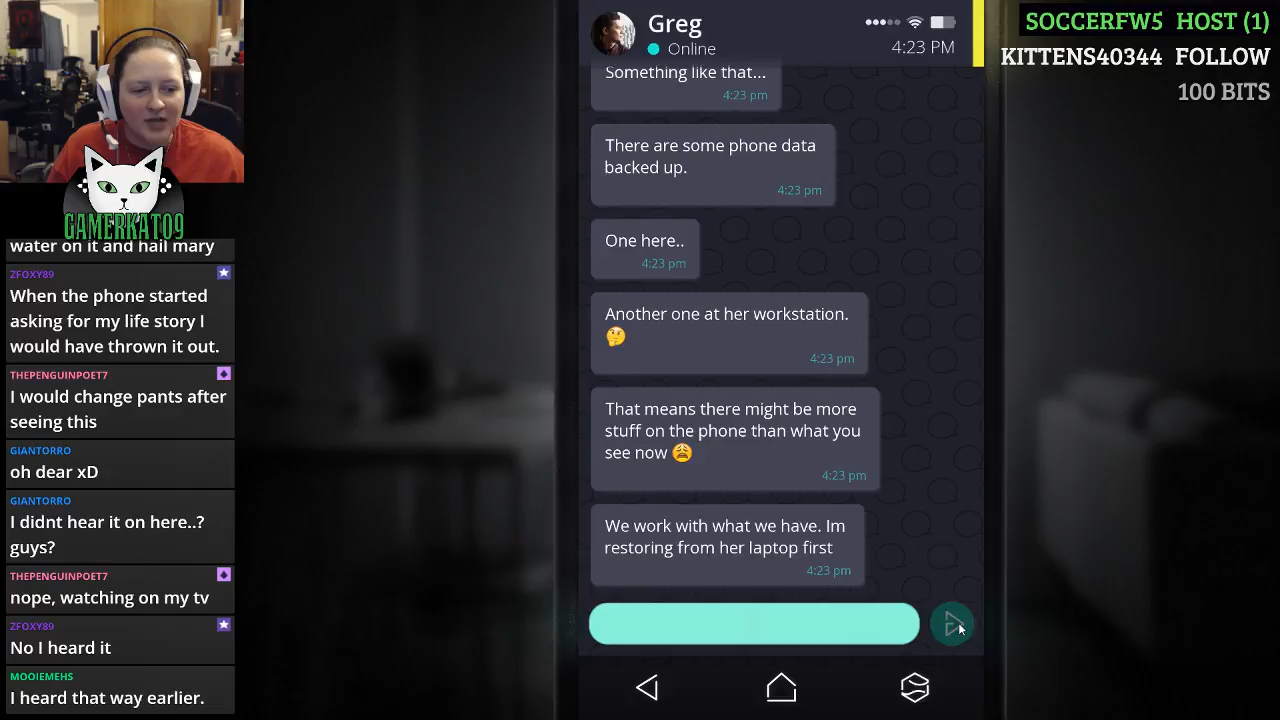 Greg
Online
4:23 PM
Something like that...
4:23 pm
There are some phone data
backed up.
4:23 pm
One here..
4:23 pm
Another one at her workstation.
🤔
4:23 pm
That means there might be more
stuff on the phone than what you
see now 😩
4:23 pm
We work with what we have. Im
restoring from her laptop first
4:23 pm
SOCCERFW5 HOST (1)
KITTENS40344 FOLLOW
100 BITS
GAMERKAT09
water on it and hail mary
ZFOXY89
When the phone started
asking for my life story I
would have thrown it out.
THEPENGUINPOET7
I would change pants after
seeing this
GIANTORRO
oh dear xD
GIANTORRO
I didnt hear it on here..?
guys?
THEPENGUINPOET7
nope, watching on my tv
ZFOXY89
No I heard it
MOOIEMEHS
I heard that way earlier.